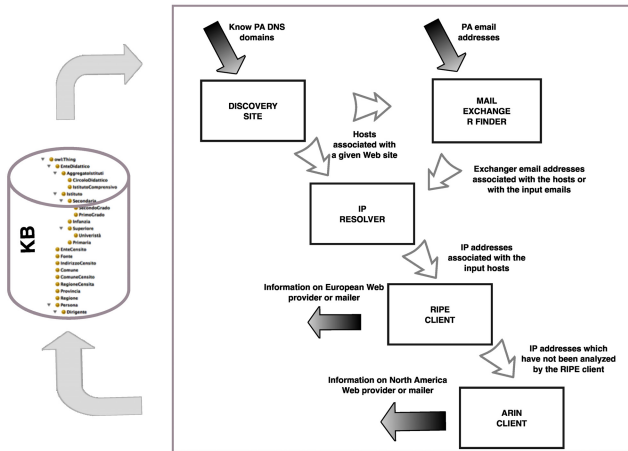 Know PA DNS
domains
PA email
addresses
DISCOVERY
SITE
MAIL
EXCHANGE
R FINDER
Hosts
associated with
a given Web site
Exchanger email addresses
associated with the hosts or
with the input emails
IP
RESOLVER
IP addresses
associated with the
input hosts
Information on European Web
provider or mailer
RIPE
CLIENT
IP addresses which
have not been analyzed
by the RIPE client
Information on North America
Web provider or mailer
ARIN
CLIENT
KB
owl:Thing
EnteDidattico
AggregatoIstituti
CircoloDidattico
IstitutoComprensivo
Istituto
Secondaria
SecondoGrado
PrimoGrado
Infanzia
Superiore
Univeristà
Primaria
EnteCensito
Fonte
IndirizzoCensito
Comune
ComuneCensito
RegioneCensita
Provincia
Regione
Persona
Dirigente